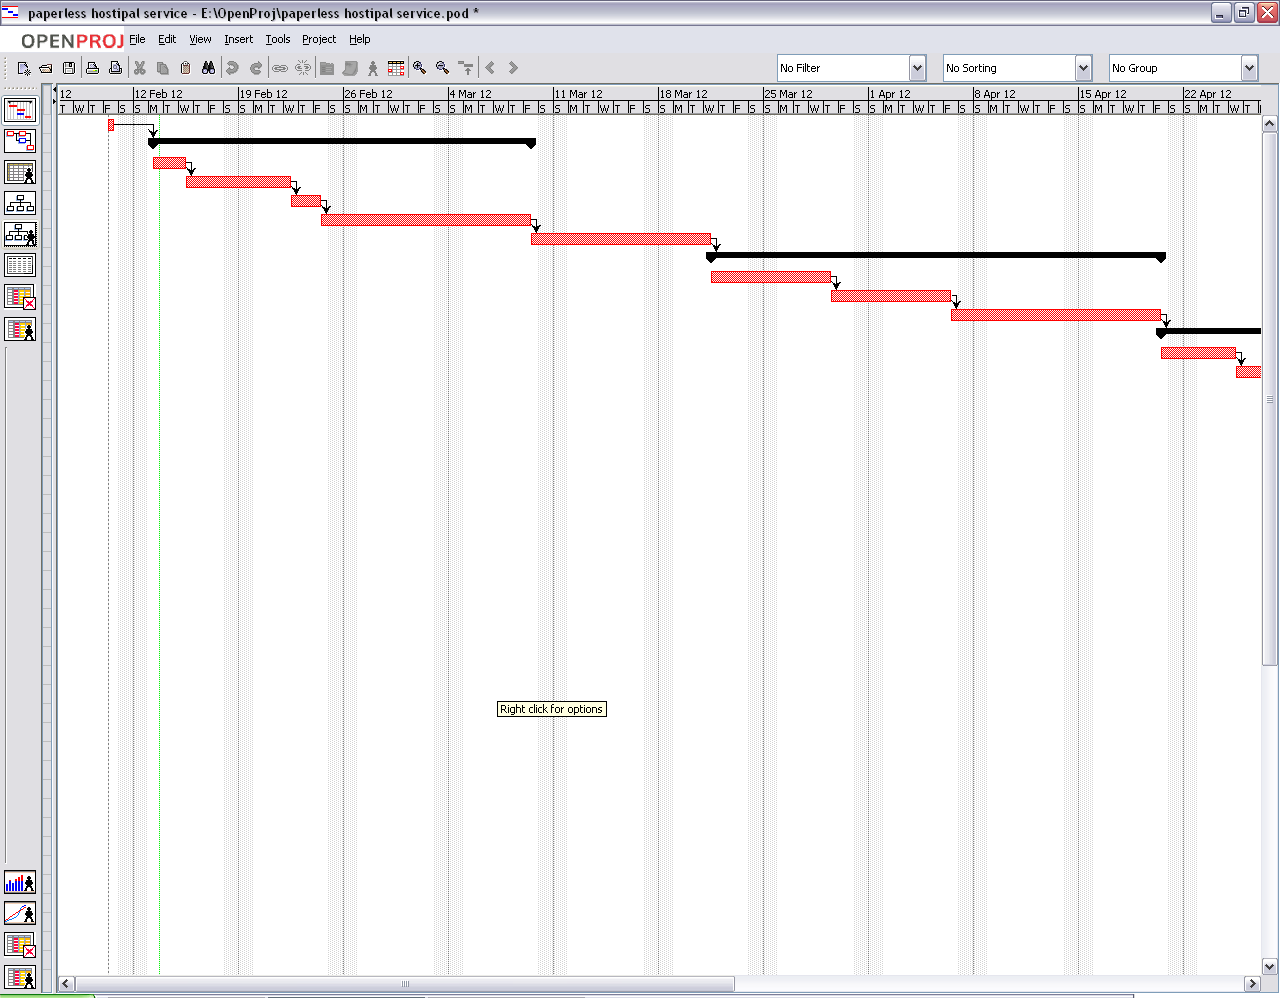 paperless hostipal service - E:\OpenProj\paperless hostipal service.pod *
OPENPROJ File Edit View Insert Tools Project Help
No Filter No Sorting No Group
12 12 Feb 12 19 Feb 12 26 Feb 12 4 Mar 12 11 Mar 12 18 Mar 12 25 Mar 12 1 Apr 12 8 Apr 12 15 Apr 12 22 Apr 12
T W T F S S M T W T F S S M T W T F S S M T W T F S S M T W T F S S M T W T F S S M T W T F S S M T W T F S S M T W T F S S M T W T F S S M T W T F S S M T W T F S S M T W T
Right click for options